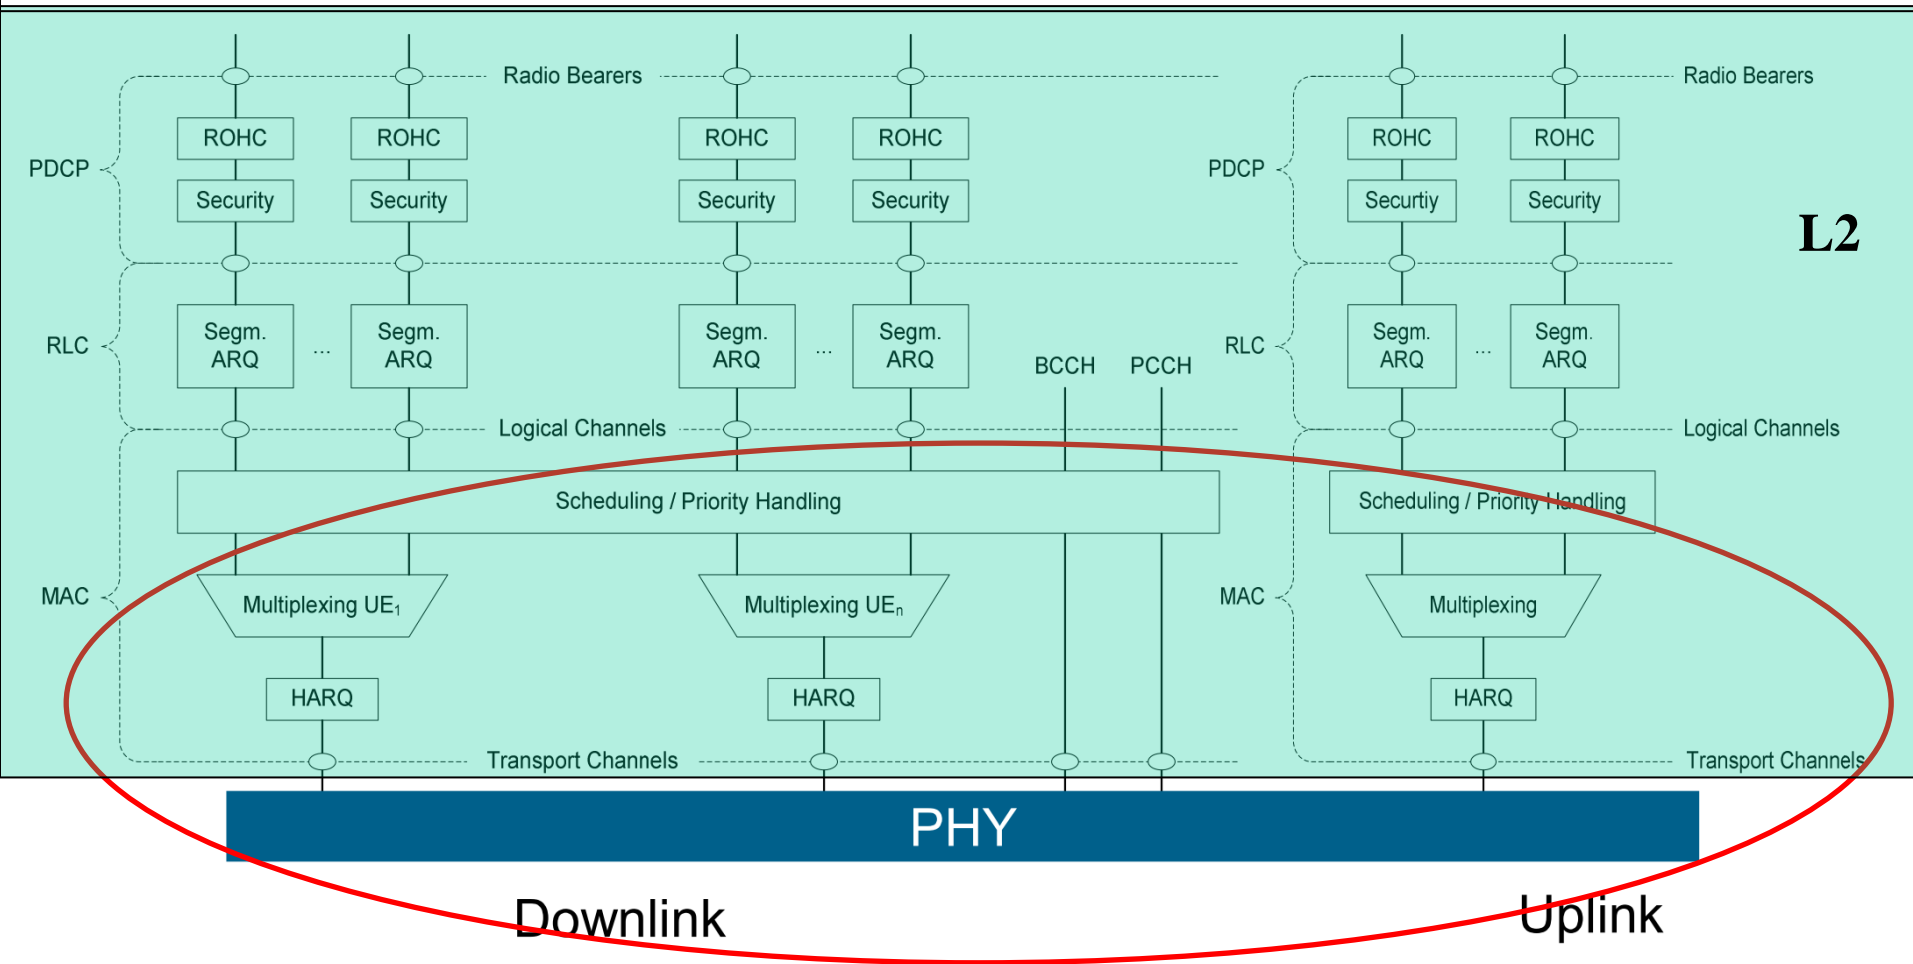 Radio Bearers
Radio Bearers
ROHC
ROHC
ROHC
ROHC
ROHC
ROHC
PDCP
PDCP
Security
Security
Security
Security
Securtiy
Security
L2
Segm.
ARQ
...
Segm.
ARQ
Segm.
ARQ
...
Segm.
ARQ
Segm.
ARQ
...
Segm.
ARQ
RLC
RLC
BCCH
PCCH
Logical Channels
Logical Channels
Scheduling / Priority Handling
Scheduling / Priority Handling
MAC
Multiplexing UE1
Multiplexing UEn
MAC
Multiplexing
HARQ
HARQ
HARQ
Transport Channels
Transport Channels
PHY
Downlink
Uplink